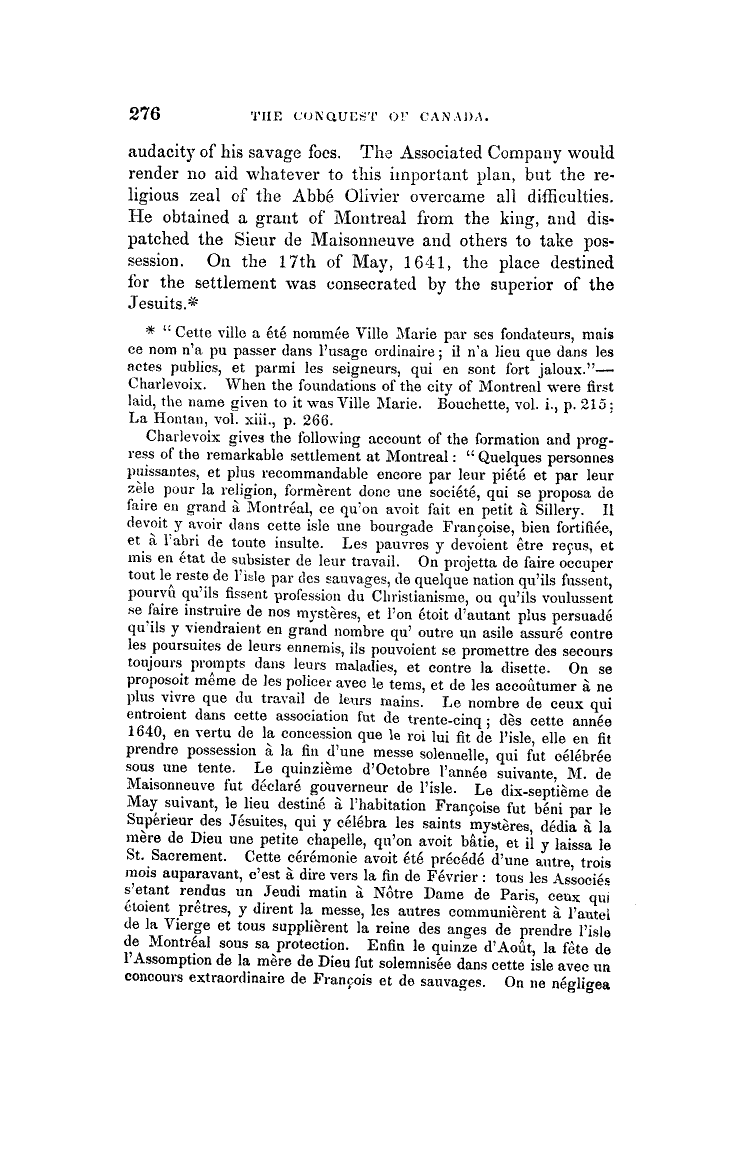 276 THE CONQUEST OF CANADA.
audacity of his savage foes. The Associated Company would
render no aid whatever to this important plan, but the re-
ligious zeal of the Abbé Olivier overcame all difficulties.
He obtained a grant of Montreal from the king, and dis-
patched the Sieur de Maisonneuve and others to take pos-
session. On the 17th of May, 1641, the place destined
for the settlement was consecrated by the superior of the
Jesuits.*
* “ Cette ville a été nommée Ville Marie par ses fondateurs, mais
ce nom n'a pu passer dans l'usage ordinaire ; il n'a lieu que dans les
actes publics, et parmi les seigneurs, qui en sont fort jaloux.”—
Charlevoix. When the foundations of the city of Montreal were first
laid, the name given to it was Ville Marie. Bouchette, vol. i., p. 215 ;
La Hontan, vol. xiii., p. 266.
Charlevoix gives the following account of the formation and prog-
ress of the remarkable settlement at Montreal : “ Quelques personnes
puissantes, et plus recommandable encore par leur piété et par leur
zèle pour la religion, formèrent donc une société, qui se proposa de
faire en grand à Montréal, ce qu'on avoit fait en petit à Sillery. Il
devoit y avoir dans cette isle une bourgade Françoise, bien fortifiée,
et à l'abri de toute insulte. Les pauvres y devoient être reçus, et
mis en état de subsister de leur travail. On projetta de faire occuper
tout le reste de l'isle par des sauvages, de quelque nation qu'ils fussent,
pourvû qu'ils fissent profession du Christianisme, ou qu'ils voulussent
se faire instruire de nos mystères, et l'on étoit d'autant plus persuadé
qu'ils y viendraient en grand nombre qu' outre un asile assuré contre
les poursuites de leurs ennemis, ils pouvoient se promettre des secours
toujours prompts dans leurs maladies, et contre la disette. On se
proposoit même de les policer avec le tems, et de les accoûtumer à ne
plus vivre que du travail de leurs mains. Le nombre de ceux qui
entroient dans cette association fut de trente-cinq ; dès cette année
1640, en vertu de la concession que le roi lui fit de l'isle, elle en fit
prendre possession à la fin d'une messe solennelle, qui fut célébrée
sous une tente. Le quinzième d'Octobre l'année suivante, M. de
Maisonneuve fut déclaré gouverneur de l'isle. Le dix-septième de
May suivant, le lieu destiné à l'habitation Françoise fut béni par le
Supérieur des Jésuites, qui y célébra les saints mystères, dédia à la
mère de Dieu une petite chapelle, qu'on avoit bâtie, et il y laissa le
St. Sacrement. Cette cérémonie avoit été précédé d'une autre, trois
mois auparavant, c'est à dire vers la fin de Février : tous les Associés
s'etant rendus un Jeudi matin à Nôtre Dame de Paris, ceux qui
étoient prêtres, y dirent la messe, les autres communièrent à l'autel
de la Vierge et tous supplièrent la reine des anges de prendre l'isle
de Montréal sous sa protection. Enfin le quinze d'Août, la fête de
l'Assomption de la mère de Dieu fut solemnisée dans cette isle avec un
concours extraordinaire de François et de sauvages. On ne négligea